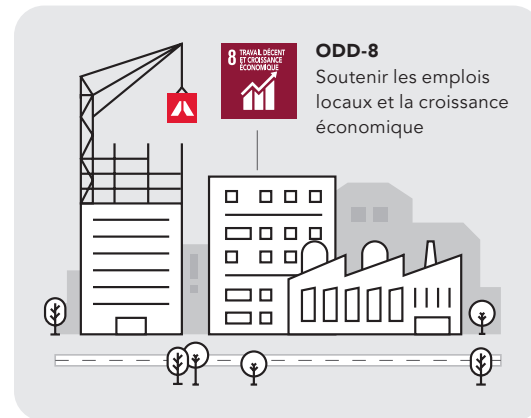 8 TRAVAIL DÉCENT
ET CROISSANCE
ÉCONOMIQUE
ODD-8
Soutenir les emplois
locaux et la croissance
économique